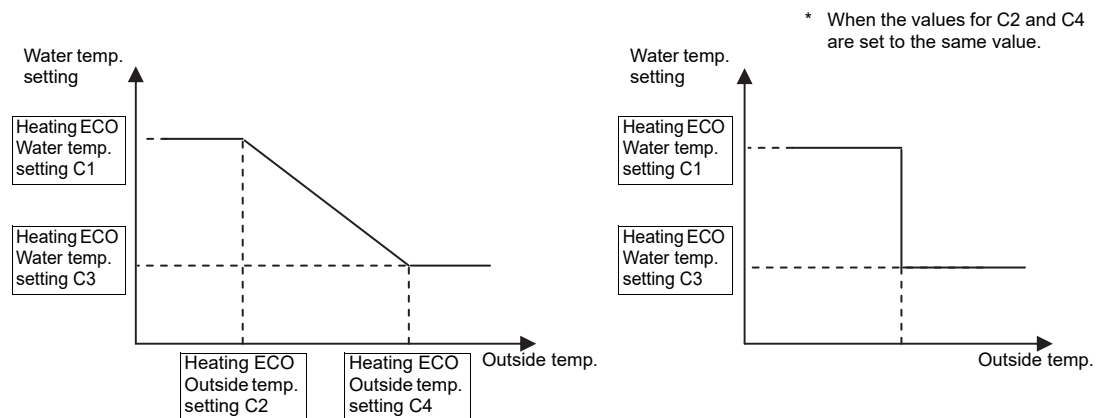 * When the values for C2 and C4
are set to the same value.
Water temp.
setting
Heating ECO
Water temp.
setting C1
Heating ECO
Water temp.
setting C3
Heating ECO
Outside temp.
setting C2
Heating ECO
Outside temp.
setting C4
Outside temp.
Water temp.
setting
Heating ECO
Water temp.
setting C1
Heating ECO
Water temp.
setting C3
Outside temp.